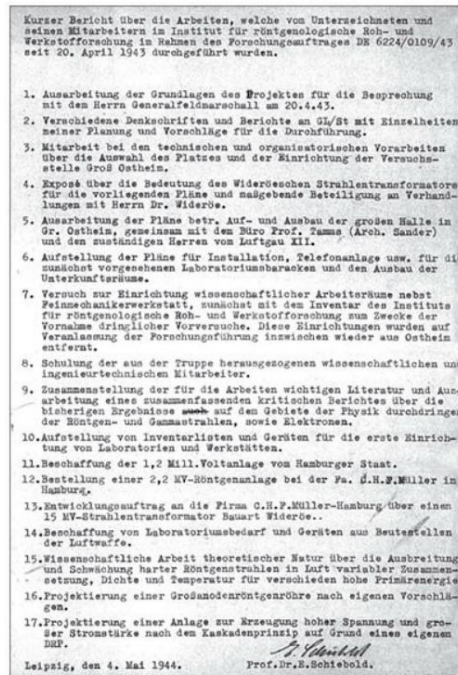 Kurzer Bericht über die Arbeiten, welche vom Unterzeichneten und
seinen Mitarbeitern im Institut für röntgenologische Roh- und
Werkstofforschung im Rahmen des Forschungsauftrages DE 6224/0109/43
seit 20. April 1943 durchgeführt wurden.
1. Ausarbeitung der Grundlagen des Projektes für die Besprechung
mit dem Herrn Generalfeldmarschall am 20.4.43.
2. Verschiedene Denkschriften und Berichte an GL/St mit Einzelheiten
meiner Planung und Vorschläge für die Durchführung.
3. Mitarbeit bei den technischen und organisatorischen Vorarbeiten
über die Auswahl des Platzes und der Einrichtung der Versuchs-
stelle Groß Ostheim.
4. Exposé über die Bedeutung des Wideröeschen Strahlentransformators
für die vorliegenden Pläne und maßgebende Beteiligung an Verhand-
lungen mit Herrn Dr. Wideröe.
5. Ausarbeitung der Pläne betr. Auf- und Ausbau der großen Halle in
Gr. Ostheim, gemeinsam mit dem Büro Prof. Tamms (Arch. Sander)
und den zuständigen Herren vom Luftgau XII.
6. Aufstellung der Pläne für Installation, Telefonanlage usw. für di
zunächst vorgesehenen Laboratoriumsbaracken und den Ausbau der
Unterkunftsräume.
7. Versuch zur Einrichtung wissenschaftlicher Arbeitsräume nebst
Feinmechanikerwerkstatt, zunächst mit dem Inventar des Instituts
für röntgenologische Roh- und Werkstofforschung zum Zwecke der
Vornahme dringlicher Vorversuche. Diese Einrichtungen wurden auf
Veranlassung der Forschungsführung inzwischen wieder aus Ostheim
entfernt.
8. Schulung der aus der Truppe herausgezogenen wissenschaftlichen un
ingenieurtechnischen Mitarbeiter.
9. Zusammenstellung der für die Arbeiten wichtigen Literatur und Aus
arbeitung eines zusammenfassenden kritischen Berichtes über die
bisherigen Ergebnisse auch auf dem Gebiete der Physik durchdringen
der Röntgen- und Gammastrahlen, sowie Elektronen.
10.Aufstellung von Inventarlisten und Geräten für die erste Einrich-
tung von Laboratorien und Werkstätten.
11.Beschaffung der 1,2 Mill.Voltanlage vom Hamburger Staat.
12.Bestellung einer 2,2 MV-Röntgenanlage bei der Fa. C.H.F.Müller in
Hamburg.
13.Entwicklungsauftrag an die Firma C.H.F.Müller-Hamburg über einen
15 MV-Strahlentransformator Bauart Wideröe..
14.Beschaffung von Laboratoriumsbedarf und Geräten aus Beutestellen
der Luftwaffe.
15.Wissenschaftliche Arbeit theoretischer Natur über die Ausbreitung
und Schwächung harter Röntgenstrahlen in Luft variabler Zusammen-
setzung, Dichte und Temperatur für verschieden hohe Primärenergie
16.Projektierung einer Großanodenröntgenröhre nach eigenen Vorschlä-
gen.
17.Projektierung einer Anlage zur Erzeugung hoher Spannung und gro-
ßer Stromstärke nach dem Kaskadenprinzip auf Grund eines eigenen
DRP.
E. Schiebold
Leipzig, den 4. Mai 1944. Prof.Dr.E.Schiebold.